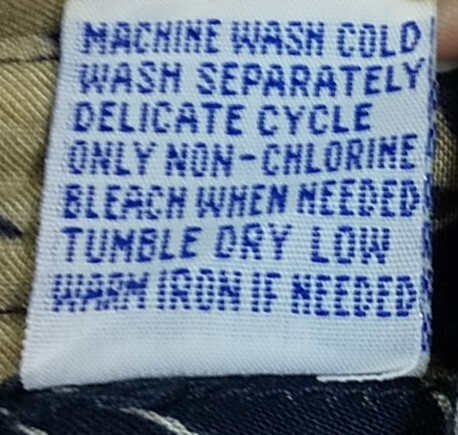 MACHINE WASH COLD
WASH SEPARATELY
DELICATE CYCLE
ONLY NON-CHLORINE
BLEACH WHEN NEEDED
TUMBLE DRY LOW
WARM IRON IF NEEDED